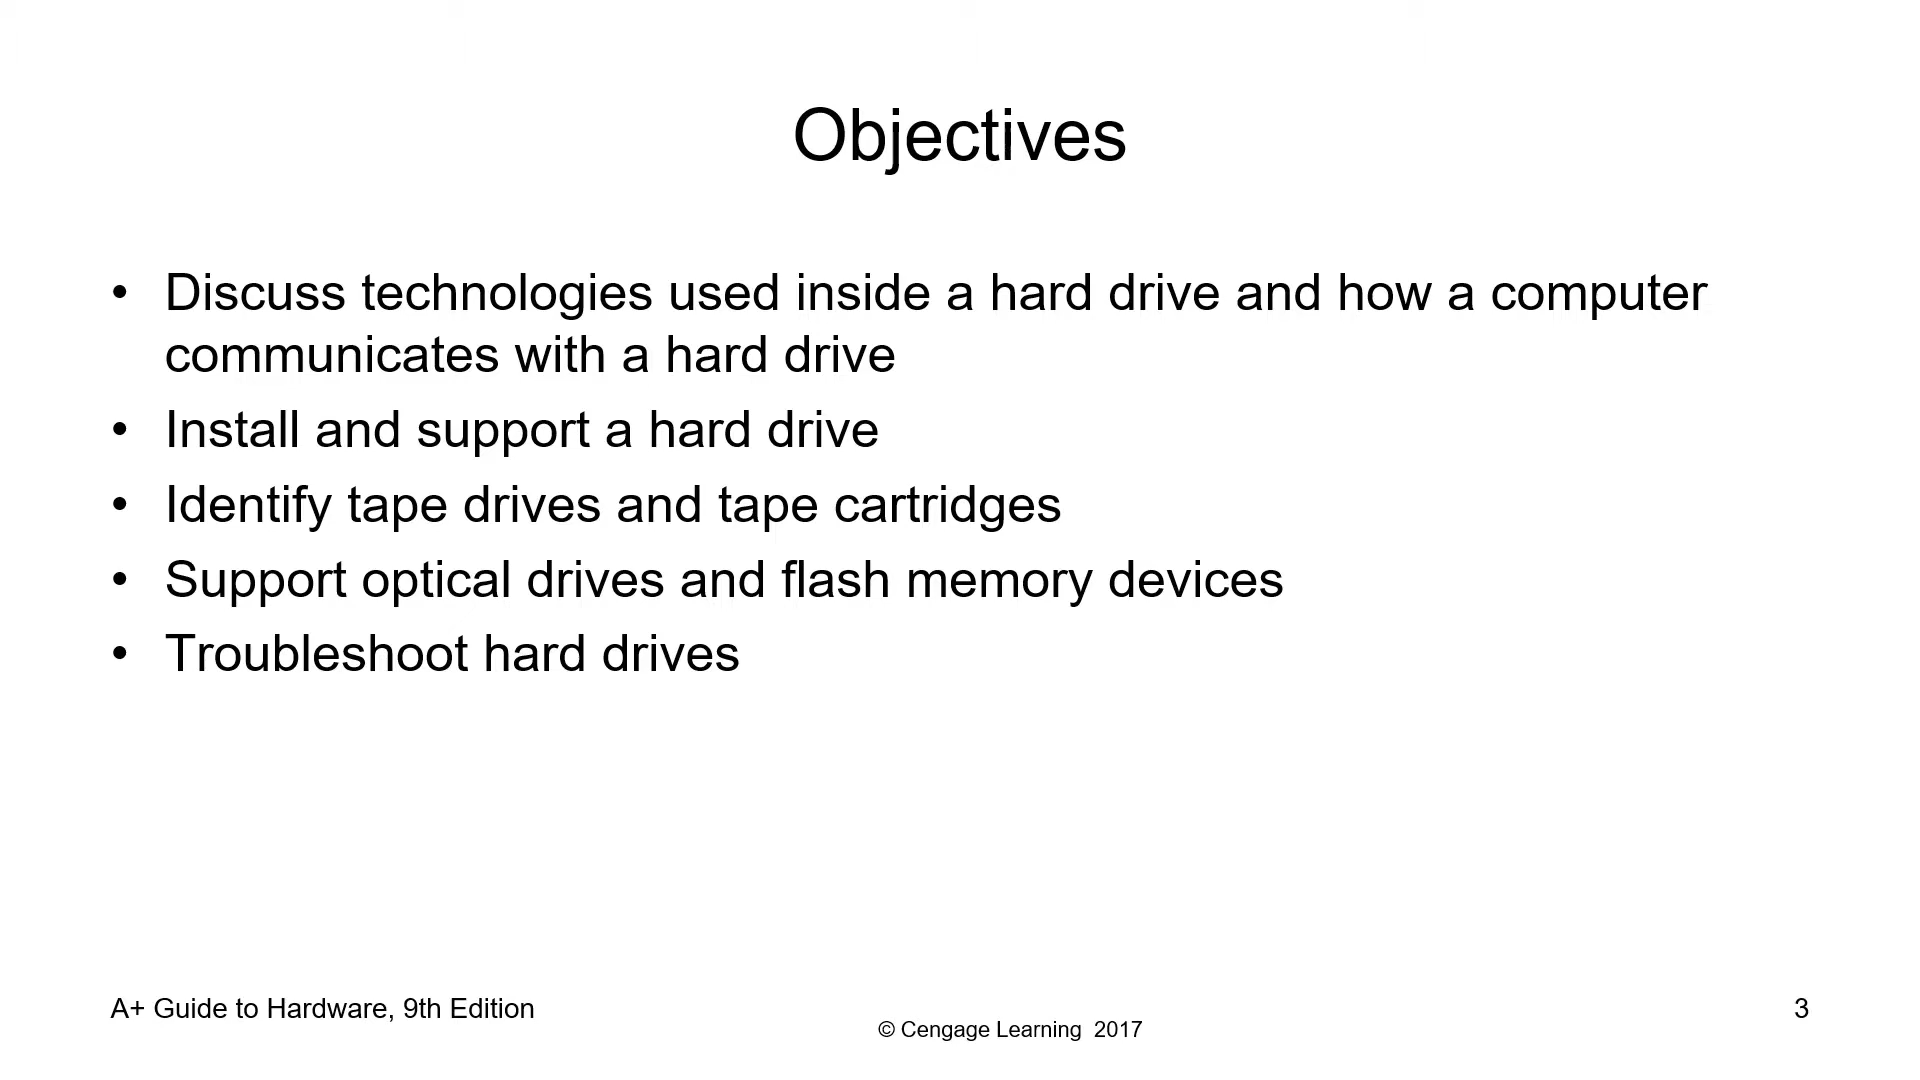 Objectives
• Discuss technologies used inside a hard drive and how a computer
communicates with a hard drive
• Install and support a hard drive
• Identify tape drives and tape cartridges
• Support optical drives and flash memory devices
• Troubleshoot hard drives
A+ Guide to Hardware, 9th Edition
© Cengage Learning 2017
3